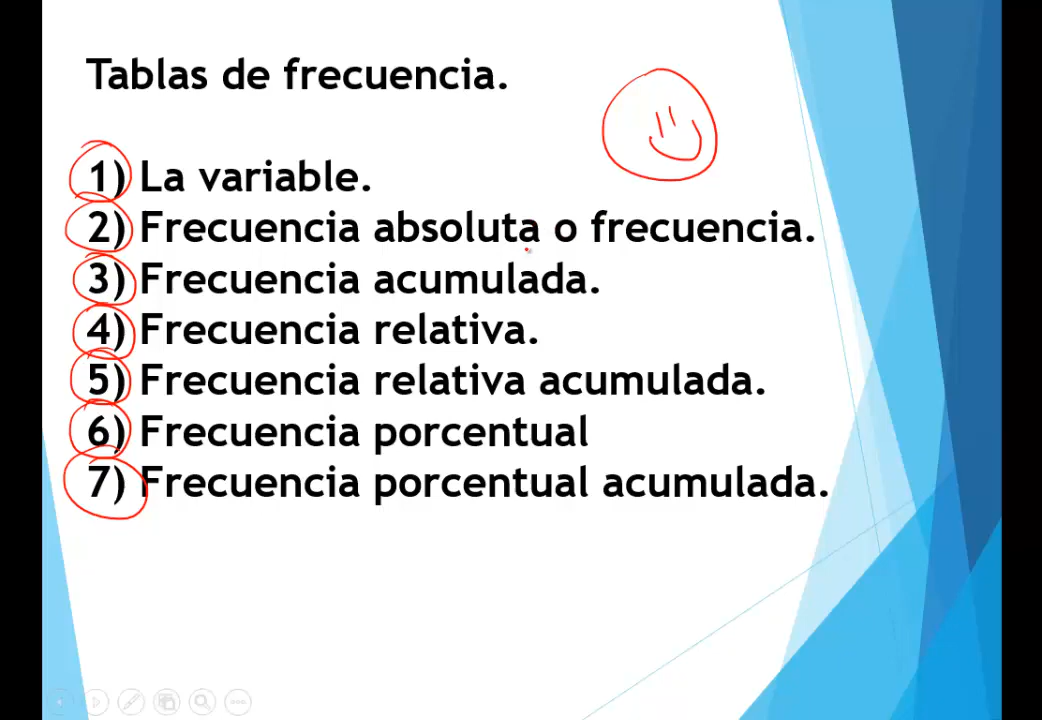 Tablas de frecuencia.
1) La variable.
2) Frecuencia absoluta o frecuencia.
3) Frecuencia acumulada.
4) Frecuencia relativa.
5) Frecuencia relativa acumulada.
6) Frecuencia porcentual
7) Frecuencia porcentual acumulada.